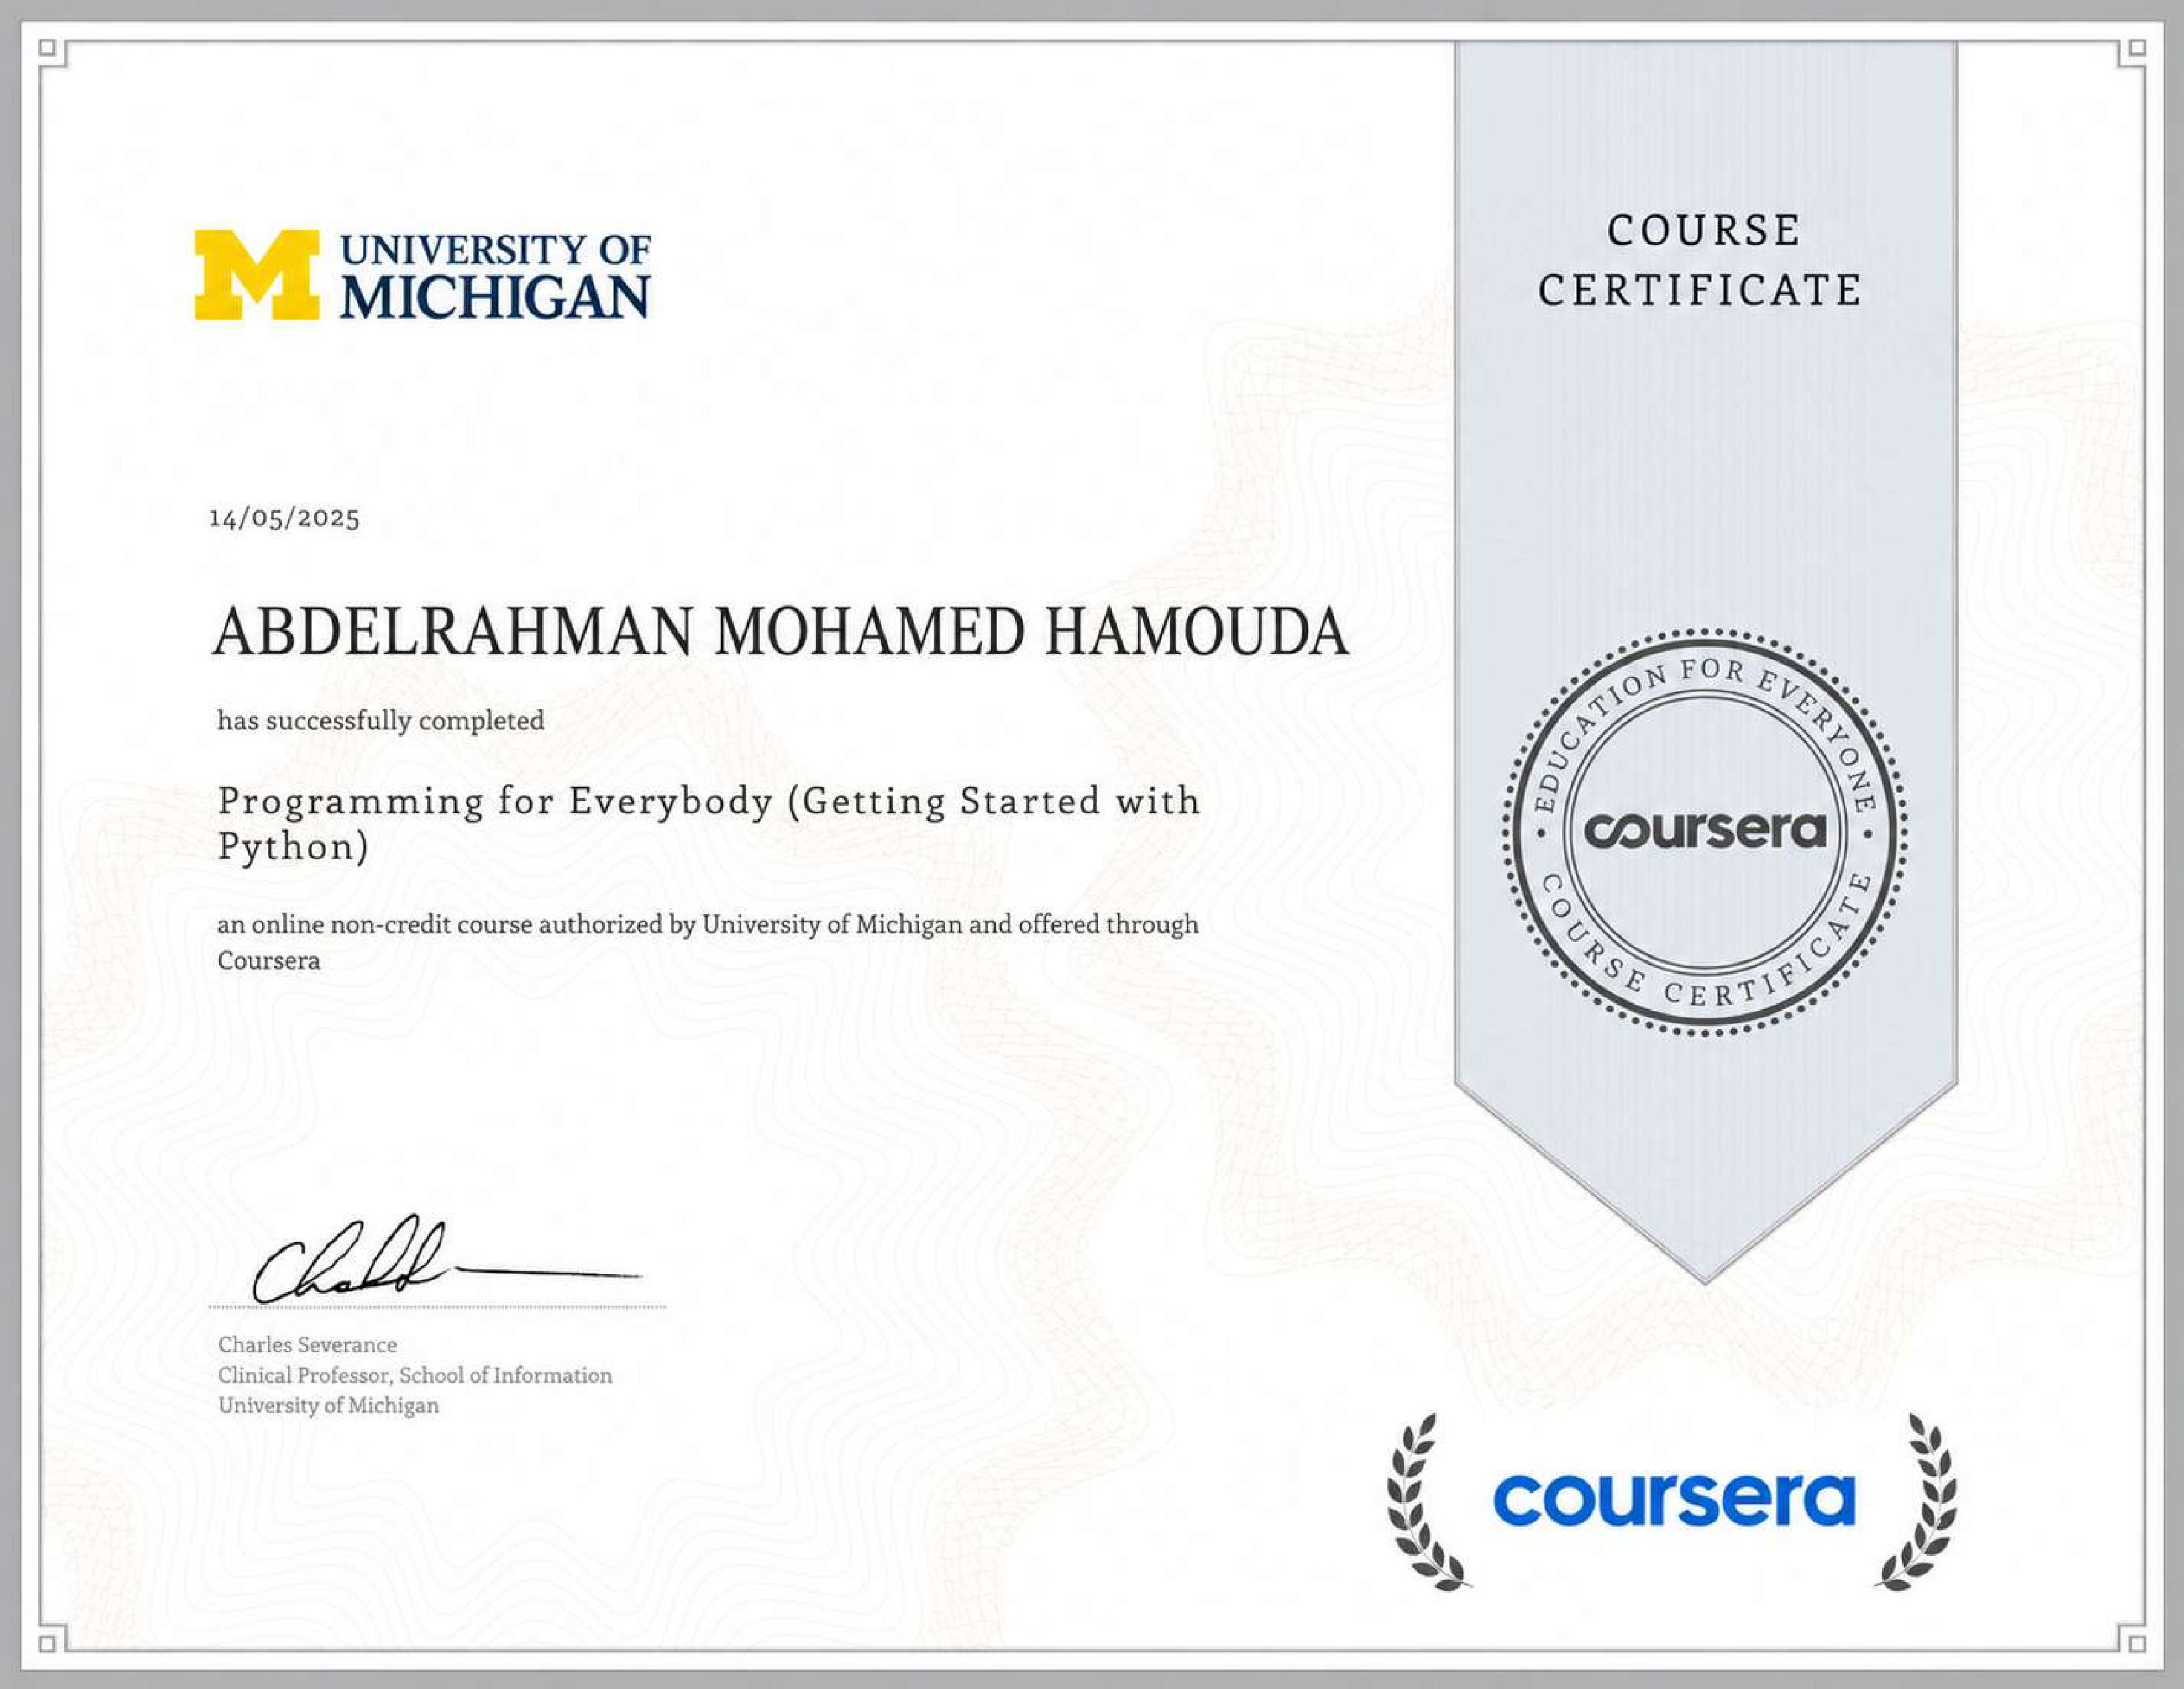 UNIVERSITY OF
MICHIGAN
COURSE
CERTIFICATE
14/05/2025
ABDELRAHMAN MOHAMED HAMOUDA
has successfully completed
Programming for Everybody (Getting Started with
Python)
an online non-credit course authorized by University of Michigan and offered through
Coursera
EDUCATION FOR EVERYONE
coursera
COURSE CERTIFICATE
Charles Severance
Clinical Professor, School of Information
University of Michigan
coursera